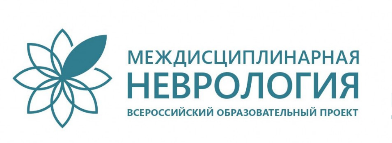 МЕЖДИСЦИПЛИНАРНАЯ
НЕВРОЛОГИЯ
ВСЕРОССИЙСКИЙ ОБРАЗОВАТЕЛЬНЫЙ ПРОЕКТ